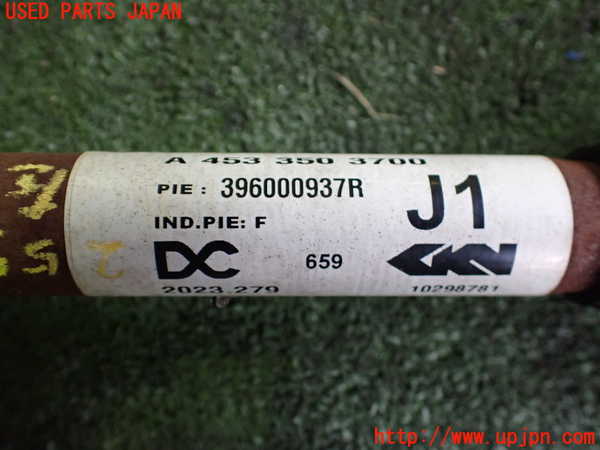 USED PARTS JAPAN
A 453 350 3700
PIE : 396000937R
J1
IND.PIE: F
DC 659 GKN
2023.279 10298781
http://www.upjpn.com